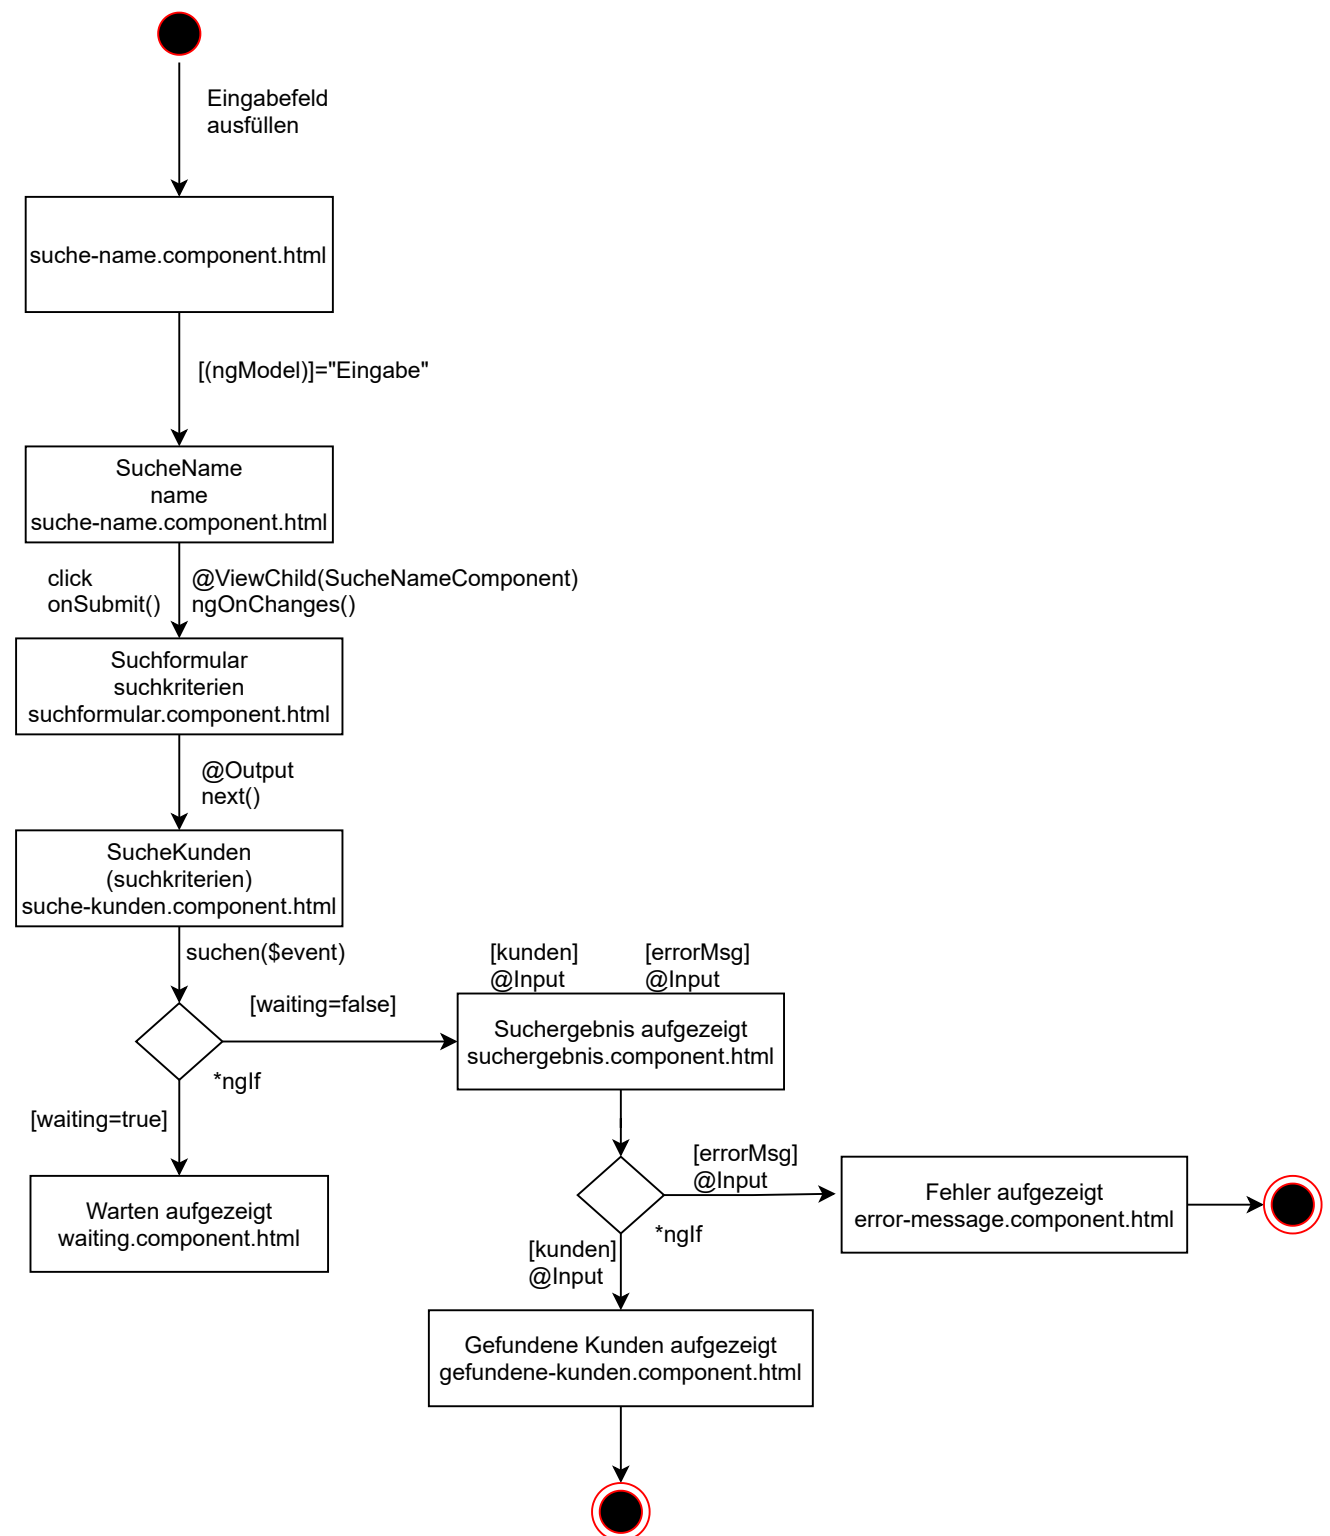 Eingabefeld
ausfüllen
suche-name.component.html
[(ngModel)]="Eingabe"
SucheName
name
suche-name.component.html
click
onSubmit()
@ViewChild(SucheNameComponent)
ngOnChanges()
Suchformular
suchkriterien
suchformular.component.html
@Output
next()
SucheKunden
(suchkriterien)
suche-kunden.component.html
suchen($event)
[kunden]
@Input
[errorMsg]
@Input
[waiting=false]
Suchergebnis aufgezeigt
suchergebnis.component.html
*ngIf
[waiting=true]
Warten aufgezeigt
waiting.component.html
[errorMsg]
@Input
Fehler aufgezeigt
error-message.component.html
*ngIf
[kunden]
@Input
Gefundene Kunden aufgezeigt
gefundene-kunden.component.html